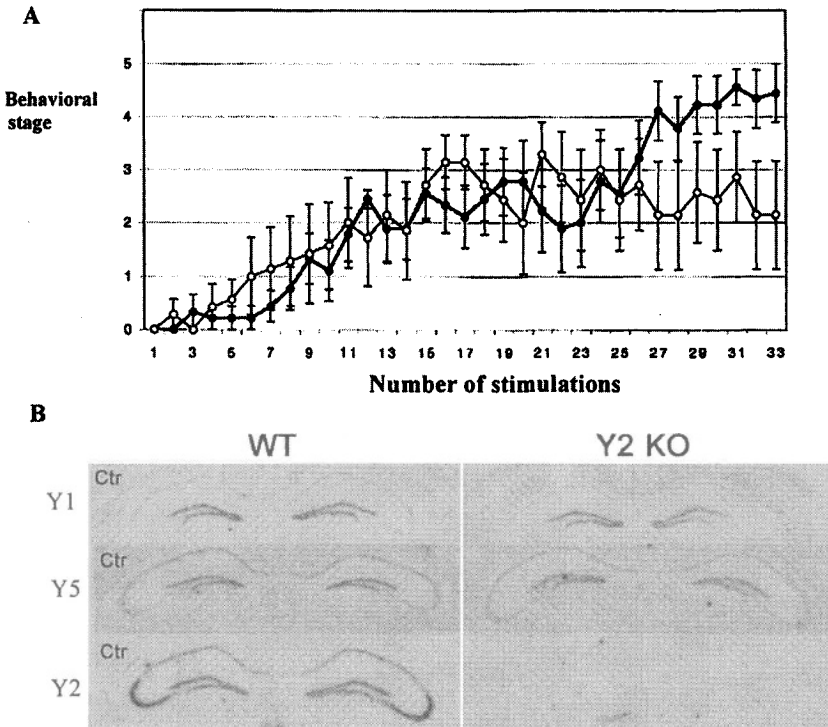 A
5
Behavioral
stage
4
3
2
1
0
1 3 5 7 9 11 13 15 17 19 21 23 25 27 29 31 33
Number of stimulations
B
WT Y2 KO
Ctr
Y1
Ctr
Y5
Ctr
Y2